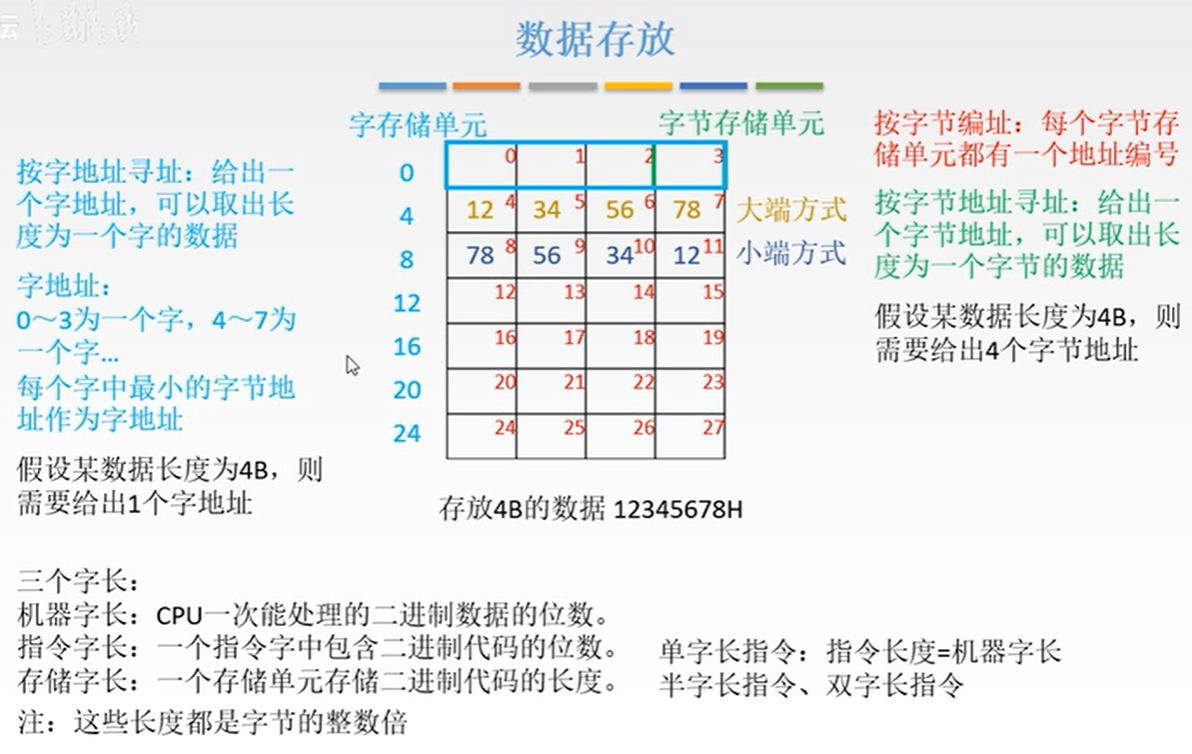 云
数据存放
字存储单元
字节存储单元
按字地址寻址：给出一
个字地址，可以取出长
度为一个字的数据
字地址：
0～3为一个字，4～7为
一个字...
每个字中最小的字节地
址作为字地址
假设某数据长度为4B，则
需要给出1个字地址
0 0 1 2 3
4 12 4 34 5 56 6 78 7 大端方式
8 78 8 56 9 34 10 12 11 小端方式
12 12 13 14 15
16 16 17 18 19
20 20 21 22 23
24 24 25 26 27
存放4B的数据 12345678H
按字节编址：每个字节存
储单元都有一个地址编号
按字节地址寻址：给出一
个字节地址，可以取出长
度为一个字节的数据
假设某数据长度为4B，则
需要给出4个字节地址
三个字长：
机器字长：CPU一次能处理的二进制数据的位数。
指令字长：一个指令字中包含二进制代码的位数。
存储字长：一个存储单元存储二进制代码的长度。
单字长指令：指令长度=机器字长
半字长指令、双字长指令
注：这些长度都是字节的整数倍